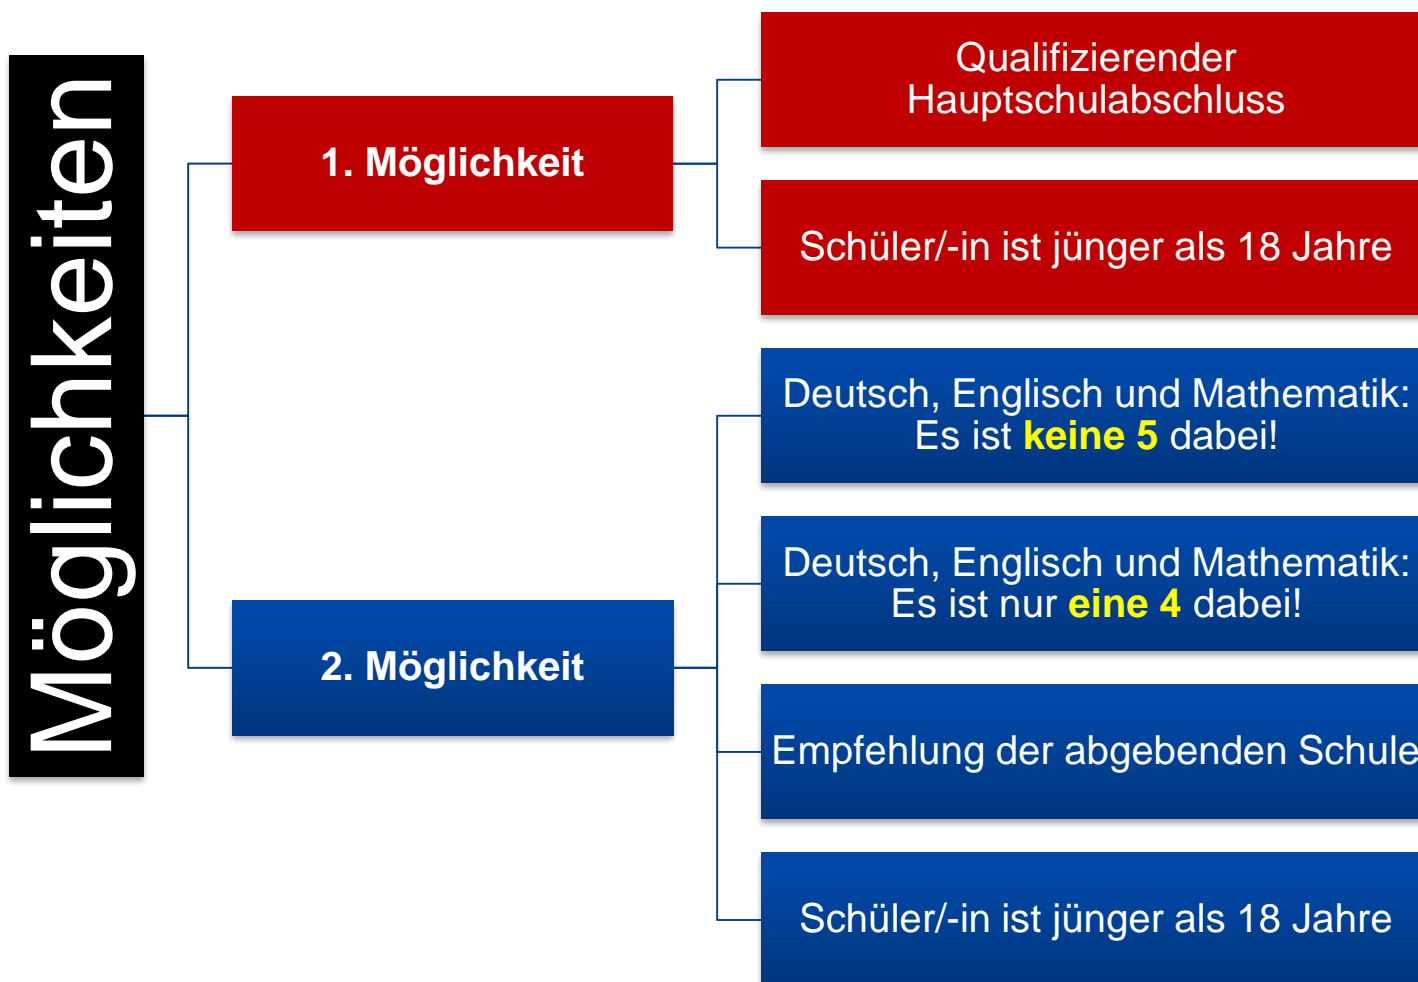 Möglichkeiten
1. Möglichkeit
Qualifizierender
Hauptschulabschluss
Schüler/-in ist jünger als 18 Jahre
2. Möglichkeit
Deutsch, Englisch und Mathematik:
Es ist keine 5 dabei!
Deutsch, Englisch und Mathematik:
Es ist nur eine 4 dabei!
Empfehlung der abgebenden Schule
Schüler/-in ist jünger als 18 Jahre